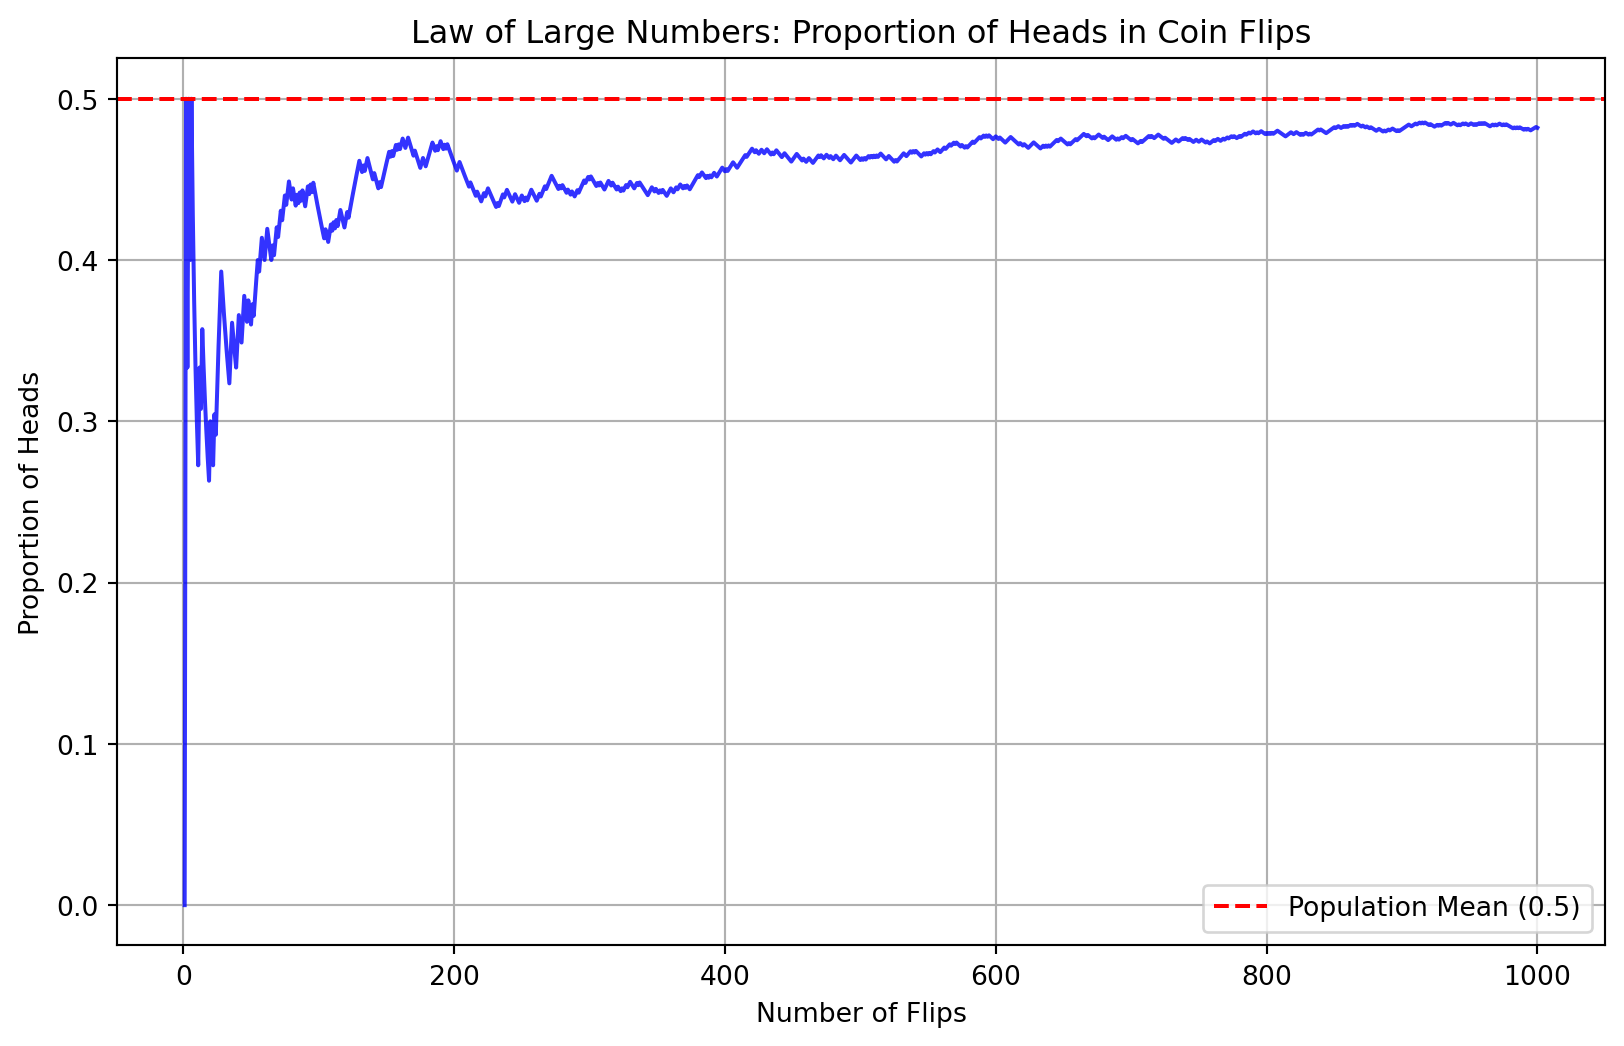 Law of Large Numbers: Proportion of Heads in Coin Flips
Proportion of Heads
0.5
0.4
0.3
0.2
0.1
0.0
Population Mean (0.5)
0 200 400 600 800 1000
Number of Flips